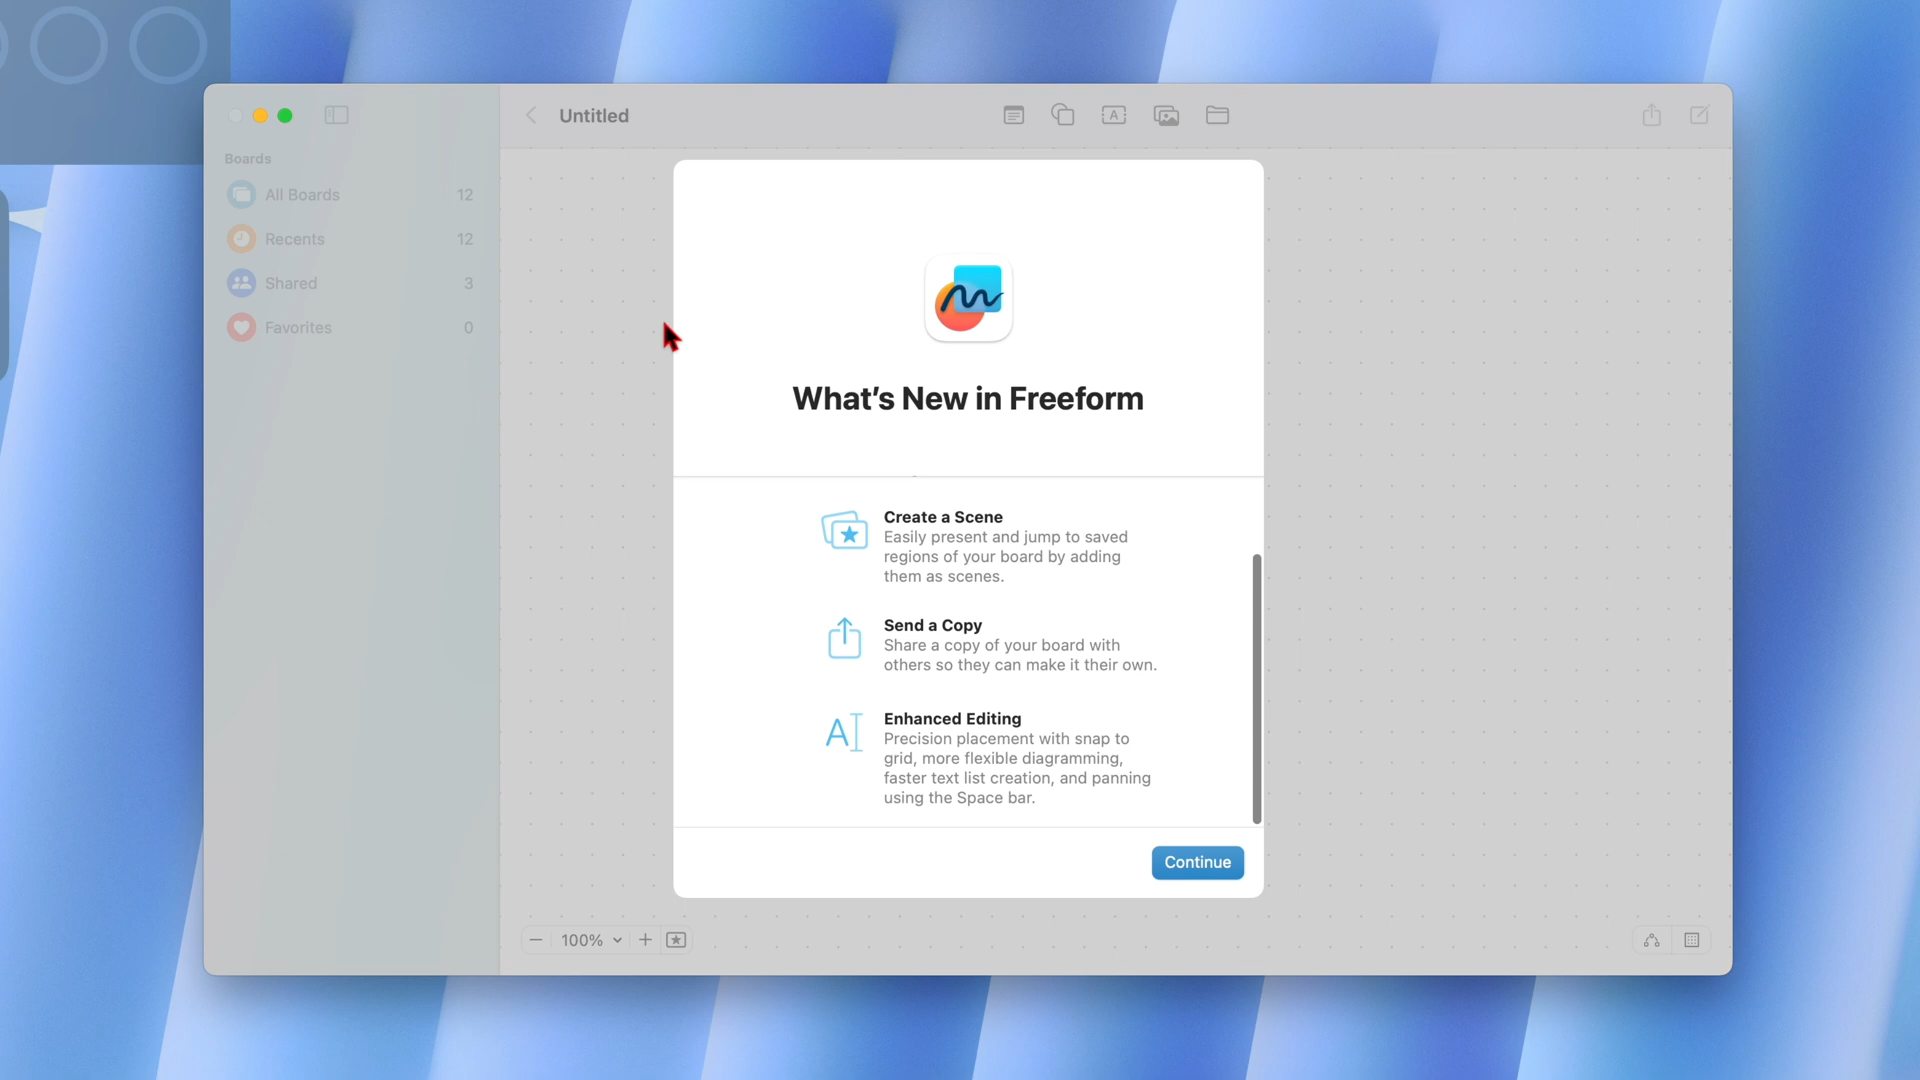 Untitled
A
Boards
All Boards 12
Recents 12
Shared 3
Favorites 0
What's New in Freeform
Create a Scene
Easily present and jump to saved
regions of your board by adding
them as scenes.
Send a Copy
Share a copy of your board with
others so they can make it their own.
A
Enhanced Editing
Precision placement with snap to
grid, more flexible diagramming,
faster text list creation, and panning
using the Space bar.
Continue
100%